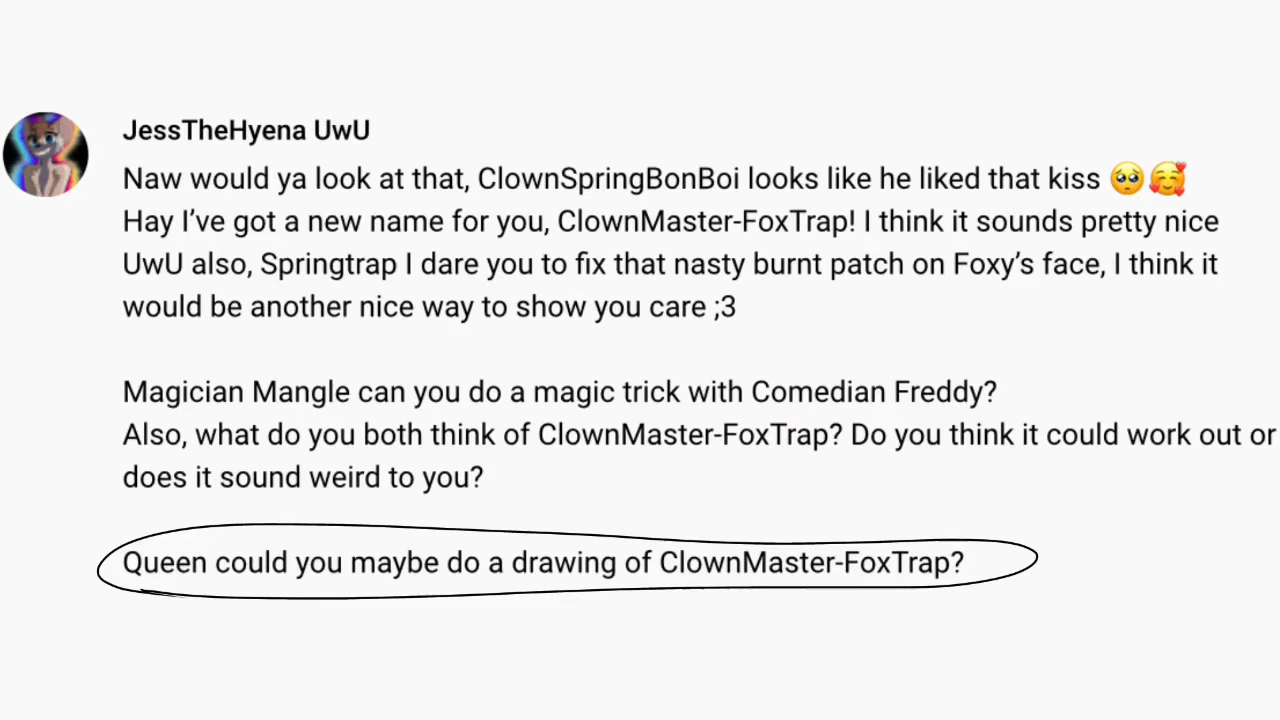 JessTheHyena UwU
Naw would ya look at that, ClownSpringBonBoi looks like he liked that kiss 🥺🥰
Hay I’ve got a new name for you, ClownMaster-FoxTrap! I think it sounds pretty nice
UwU also, Springtrap I dare you to fix that nasty burnt patch on Foxy’s face, I think it
would be another nice way to show you care ;3
Magician Mangle can you do a magic trick with Comedian Freddy?
Also, what do you both think of ClownMaster-FoxTrap? Do you think it could work out or
does it sound weird to you?
Queen could you maybe do a drawing of ClownMaster-FoxTrap?